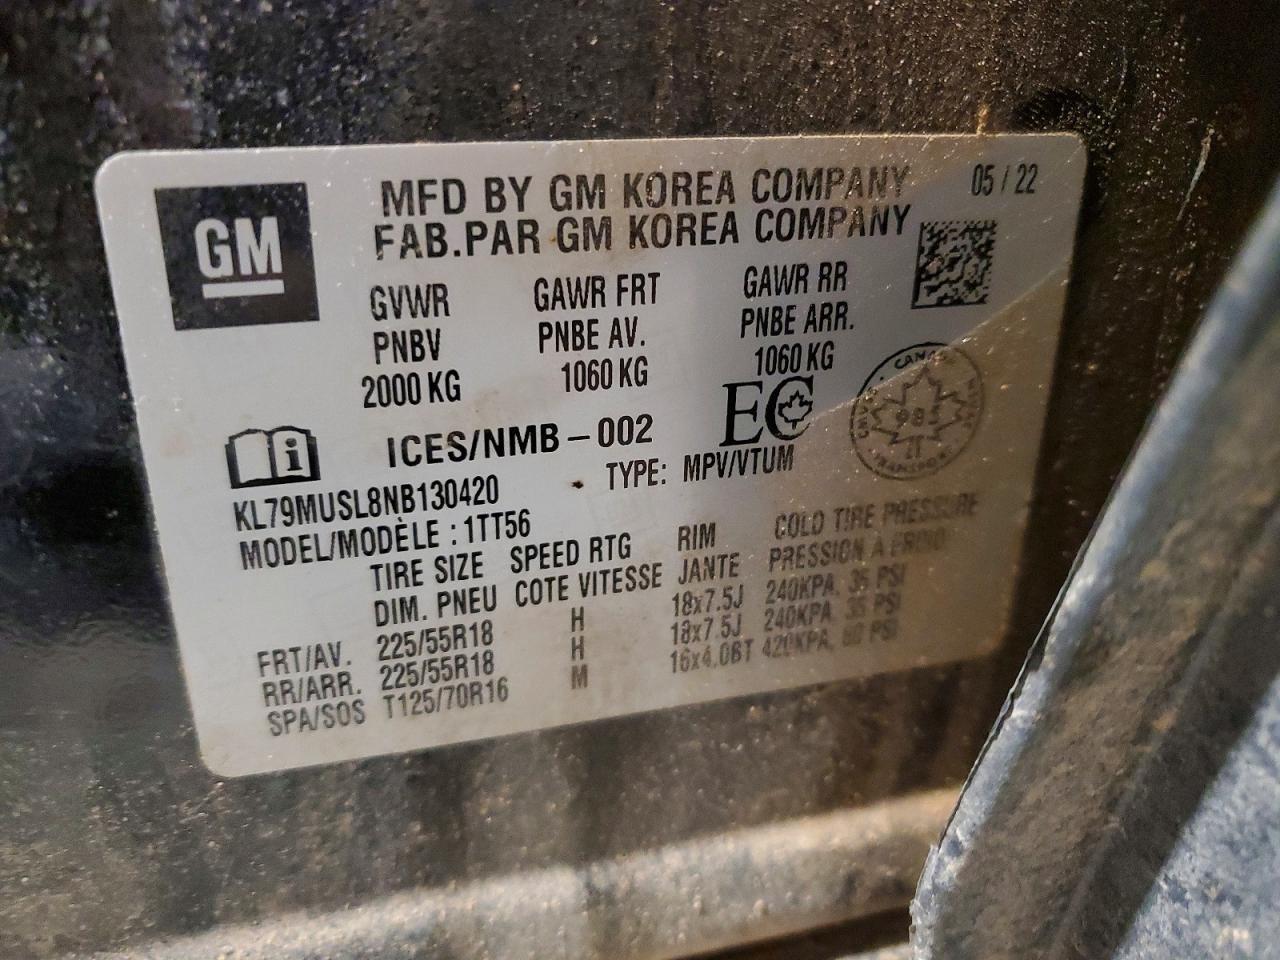 GM
MFD BY GM KOREA COMPANY 05 / 22
FAB.PAR GM KOREA COMPANY
GVWR GAWR FRT GAWR RR
PNBV PNBE AV. PNBE ARR.
2000 KG 1060 KG 1060 KG
i ICES/NMB – 002 EC
CANADA 98 TRANSPORT
KL79MUSL8NB130420 TYPE: MPV/VTUM
MODEL/MODÈLE : 1TT56
TIRE SIZE SPEED RTG RIM COLD TIRE PRESSURE
DIM. PNEU COTE VITESSE JANTE PRESSION A FROID
FRT/AV. 225/55R18 H 18x7.5J 240KPA, 35 PSI
RR/ARR. 225/55R18 H 18x7.5J 240KPA, 35 PSI
SPA/SOS T125/70R16 M 16x4.0BT 420KPA, 60 PSI